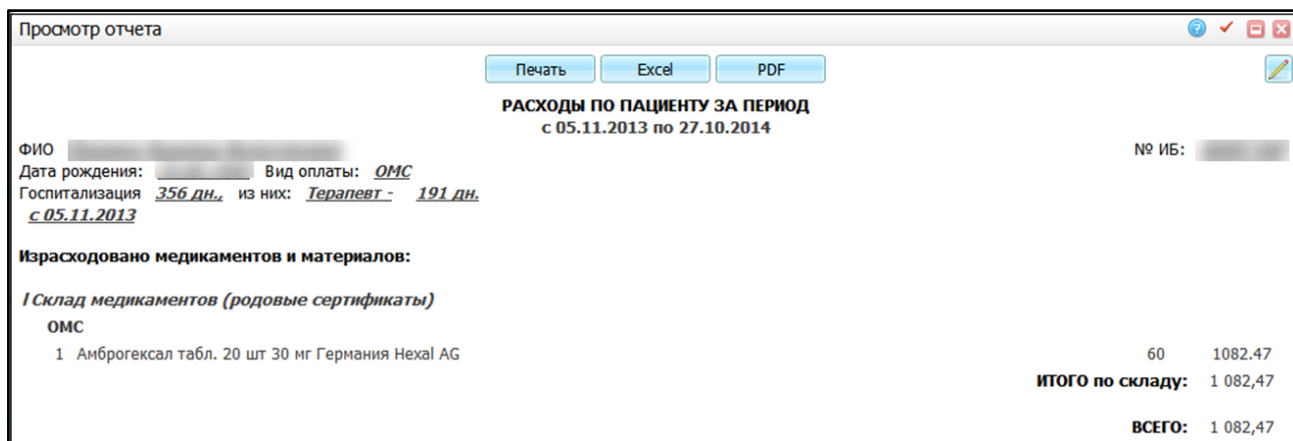 Просмотр отчета
Печать Excel PDF
РАСХОДЫ ПО ПАЦИЕНТУ ЗА ПЕРИОД
с 05.11.2013 по 27.10.2014
ФИО № ИБ:
Дата рождения: Вид оплаты: ОМС
Госпитализация 356 дн., из них: Терапевт - 191 дн.
с 05.11.2013
Израсходовано медикаментов и материалов:
/ Склад медикаментов (родовые сертификаты)
ОМС
1 Амброгексал табл. 20 шт 30 мг Германия Hexal AG 60 1082.47
ИТОГО по складу: 1 082,47
ВСЕГО: 1 082,47